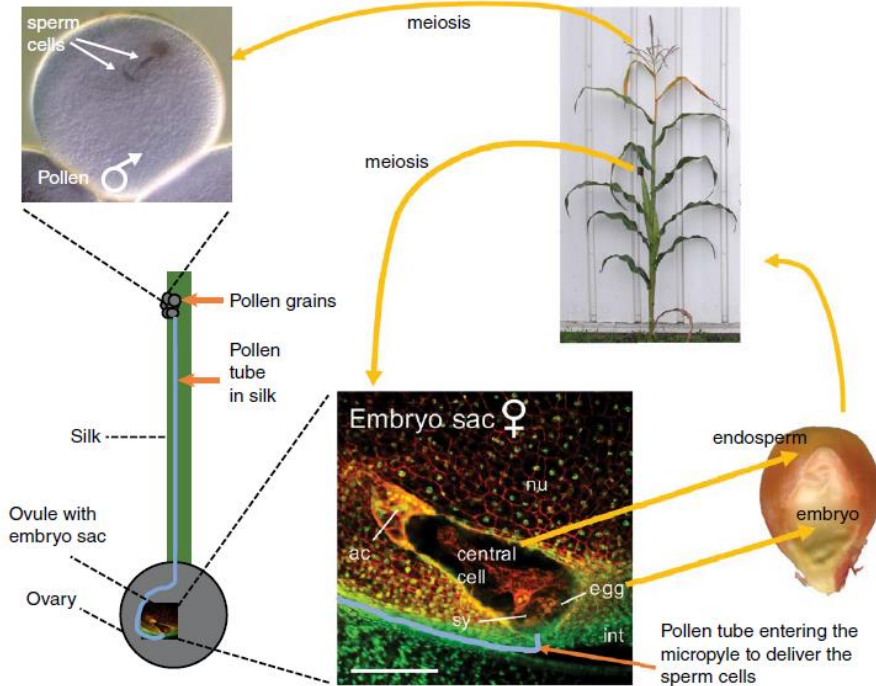 sperm
cells
Pollen ♂
meiosis
meiosis
Pollen grains
Pollen
tube
in silk
Silk
Ovule with
embryo sac
Ovary
Embryo sac ♀
nu
ac
central
cell
egg
sy
int
endosperm
embryo
Pollen tube entering the
micropyle to deliver the
sperm cells